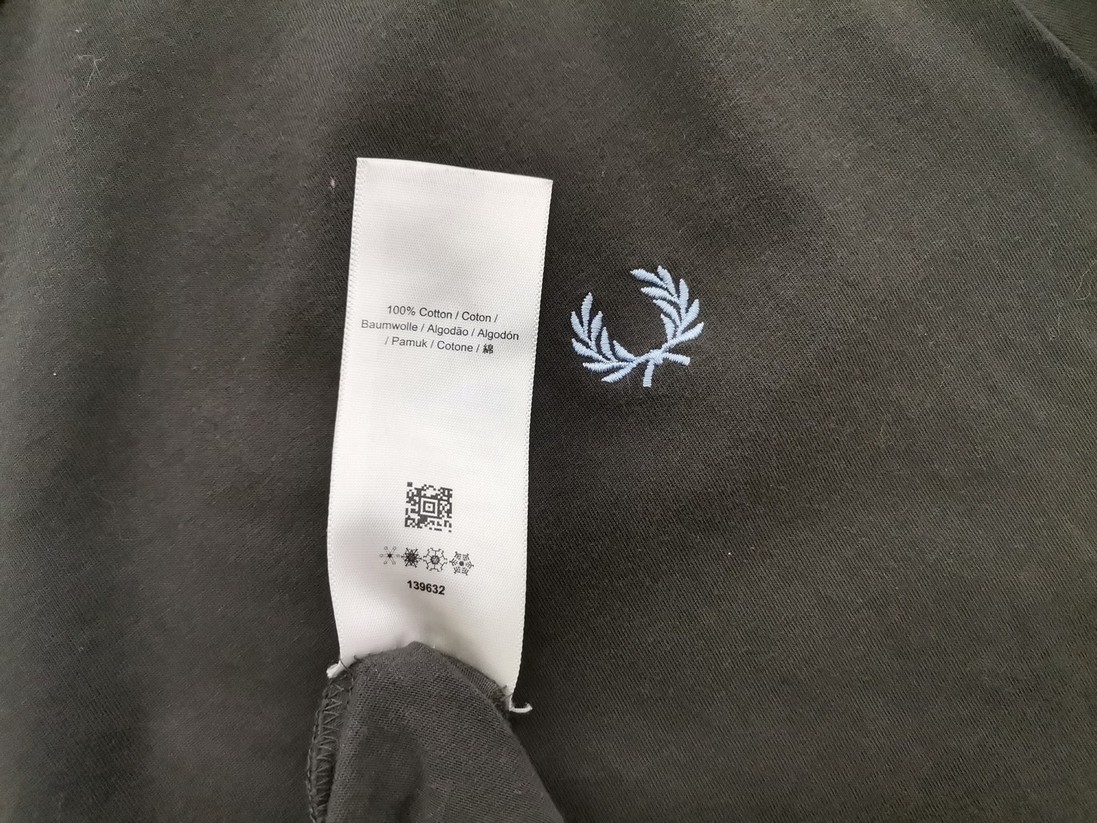 100% Cotton / Coton /
Baumwolle / Algodão / Algodón
/ Pamuk / Cotone / 綿
139632